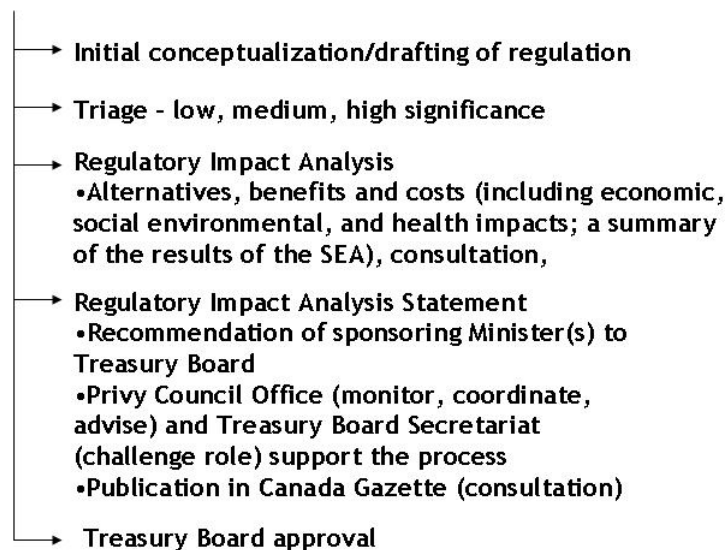 Initial conceptualization/drafting of regulation
Triage - low, medium, high significance
Regulatory Impact Analysis
•Alternatives, benefits and costs (including economic,
social environmental, and health impacts; a summary
of the results of the SEA), consultation,
Regulatory Impact Analysis Statement
•Recommendation of sponsoring Minister(s) to
Treasury Board
•Privy Council Office (monitor, coordinate,
advise) and Treasury Board Secretariat
(challenge role) support the process
•Publication in Canada Gazette (consultation)
Treasury Board approval